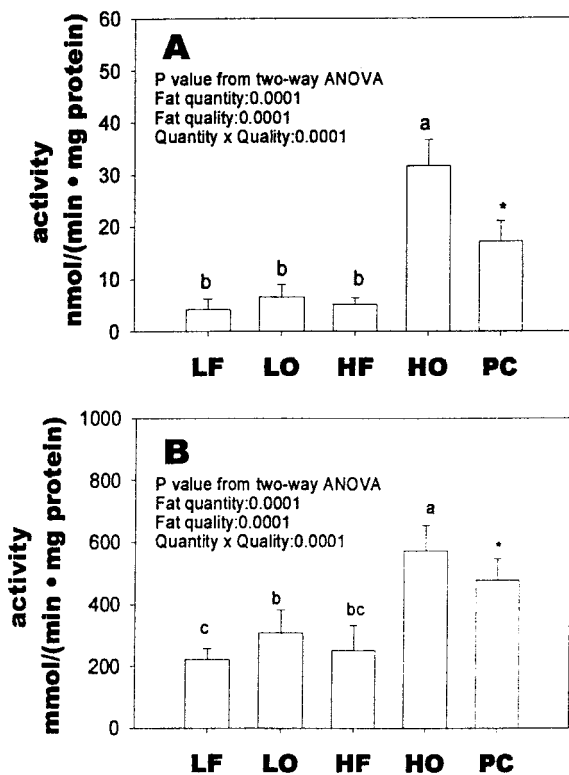 60
50
40
30
20
10
0
activity
nmol/(min • mg protein)
A
P value from two-way ANOVA
Fat quantity:0.0001
Fat quality:0.0001
Quantity x Quality:0.0001
b
b
b
a
*
LF LO HF HO PC
1000
800
600
400
200
0
activity
mmol/(min • mg protein)
B
P value from two-way ANOVA
Fat quantity:0.0001
Fat quality:0.0001
Quantity x Quality:0.0001
c
b
bc
a
*
LF LO HF HO PC